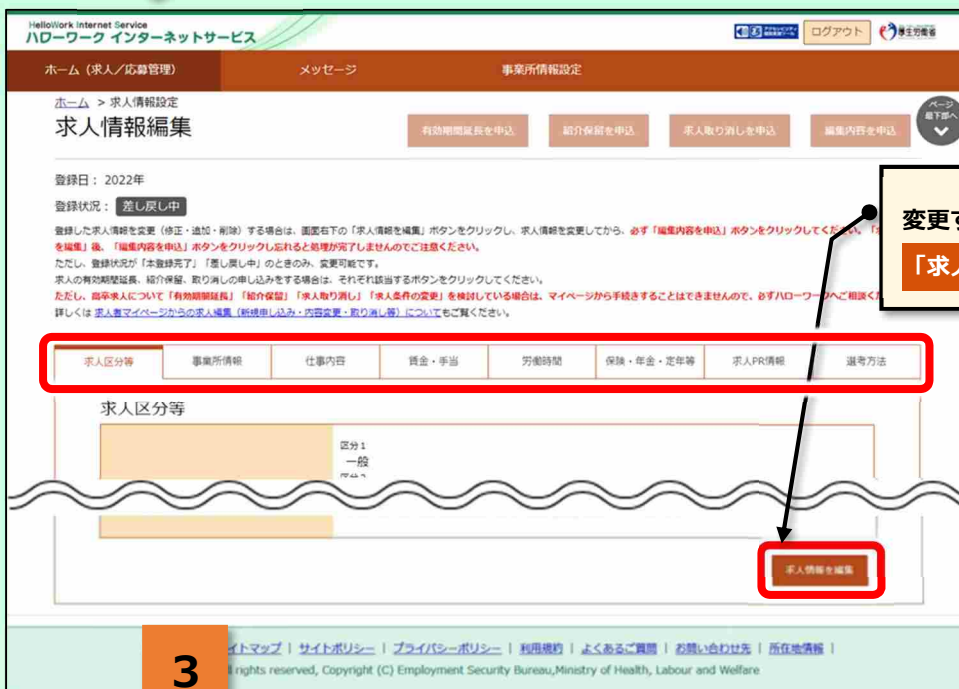 HelloWork Internet Service
ハローワーク インターネットサービス
ログアウト
厚生労働省
ホーム（求人／応募管理）
メッセージ
事業所情報設定
ホーム > 求人情報設定
求人情報編集
有効期間延長を申込
紹介保留を申込
求人取り消しを申込
編集内容を申込
ページ
最下部へ
登録日： 2022年
登録状況： 差し戻し中
変更す
「求人
登録した求人情報を変更（修正・追加・削除）する場合は、画面右下の「求人情報を編集」ボタンをクリックし、求人情報を変更してから、必ず「編集内容を申込」ボタンをクリックしてください。
を編集」後、「編集内容を申込」ボタンをクリックし忘れると処理が完了しませんのでご注意ください。
ただし、登録状況が「本登録完了」「差し戻し中」のときのみ、変更可能です。
求人の有効期間延長、紹介保留、取り消しの申し込みをする場合は、それぞれ該当するボタンをクリックしてください。
ただし、高卒求人について「有効期間延長」「紹介保留」「求人取り消し」「求人条件の変更」を検討している場合は、マイページから手続きすることはできませんので、必ずハローワークへご相談く
詳しくは 求人者マイページからの求人編集（新規申し込み・内容変更・取り消し等）についてもご覧ください。
求人区分等
事業所情報
仕事内容
賃金・手当
労働時間
保険・年金・定年等
求人PR情報
選考方法
求人区分等
区分1
一般
求人情報を編集
イトマップ | サイトポリシー | プライバシーポリシー | 利用規約 | よくあるご質問 | お問い合わせ先 | 所在地情報 |
rights reserved, Copyright (C) Employment Security Bureau,Ministry of Health, Labour and Welfare
3